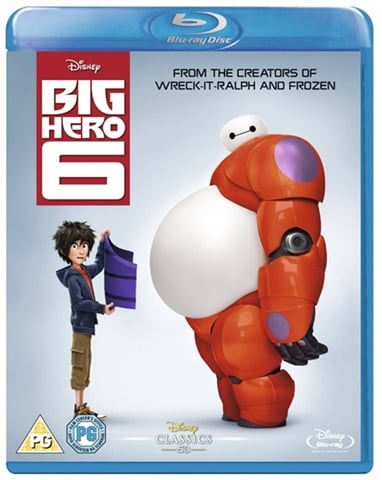 Blu-ray Disc
Disney
FROM THE CREATORS OF
WRECK-IT-RALPH AND FROZEN
BIG
HERO
6
PG
PG
Disney
CLASSICS
53
Disney
Blu-ray